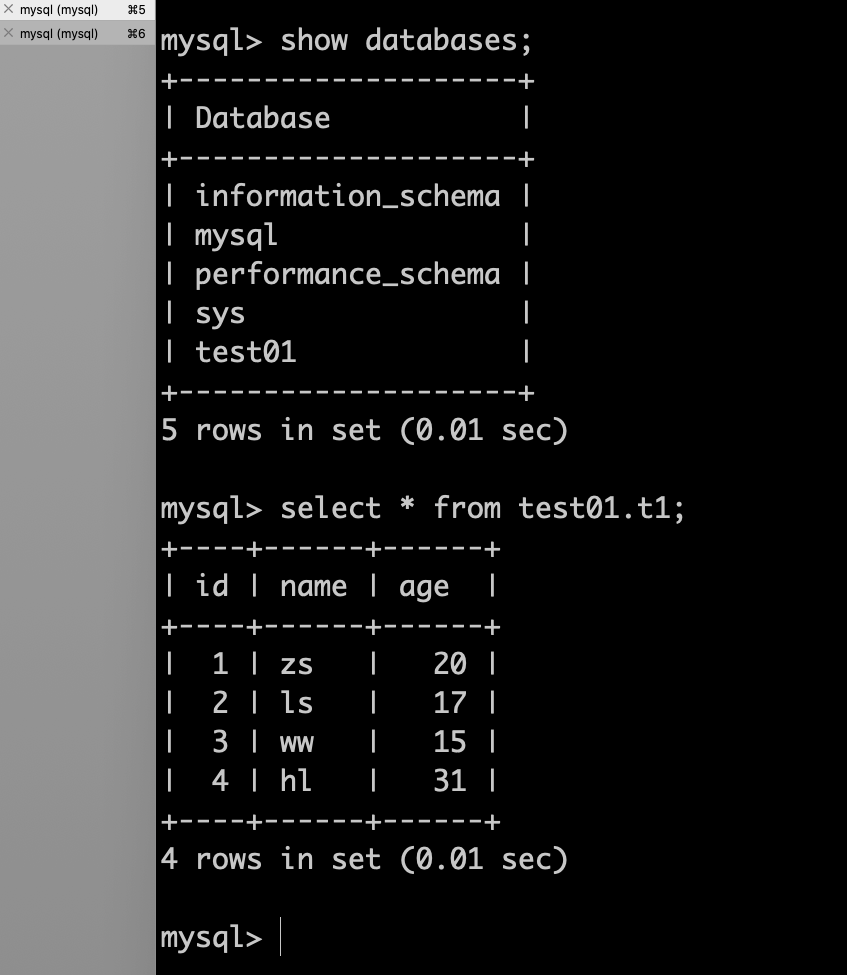 mysql (mysql) ⌘5
mysql (mysql) ⌘6
mysql> show databases;
+--------------------+
| Database           |
+--------------------+
| information_schema |
| mysql              |
| performance_schema |
| sys                |
| test01             |
+--------------------+
5 rows in set (0.01 sec)
mysql> select * from test01.t1;
+----+------+------+
| id | name | age  |
+----+------+------+
|  1 | zs   |   20 |
|  2 | ls   |   17 |
|  3 | ww   |   15 |
|  4 | hl   |   31 |
+----+------+------+
4 rows in set (0.01 sec)
mysql>